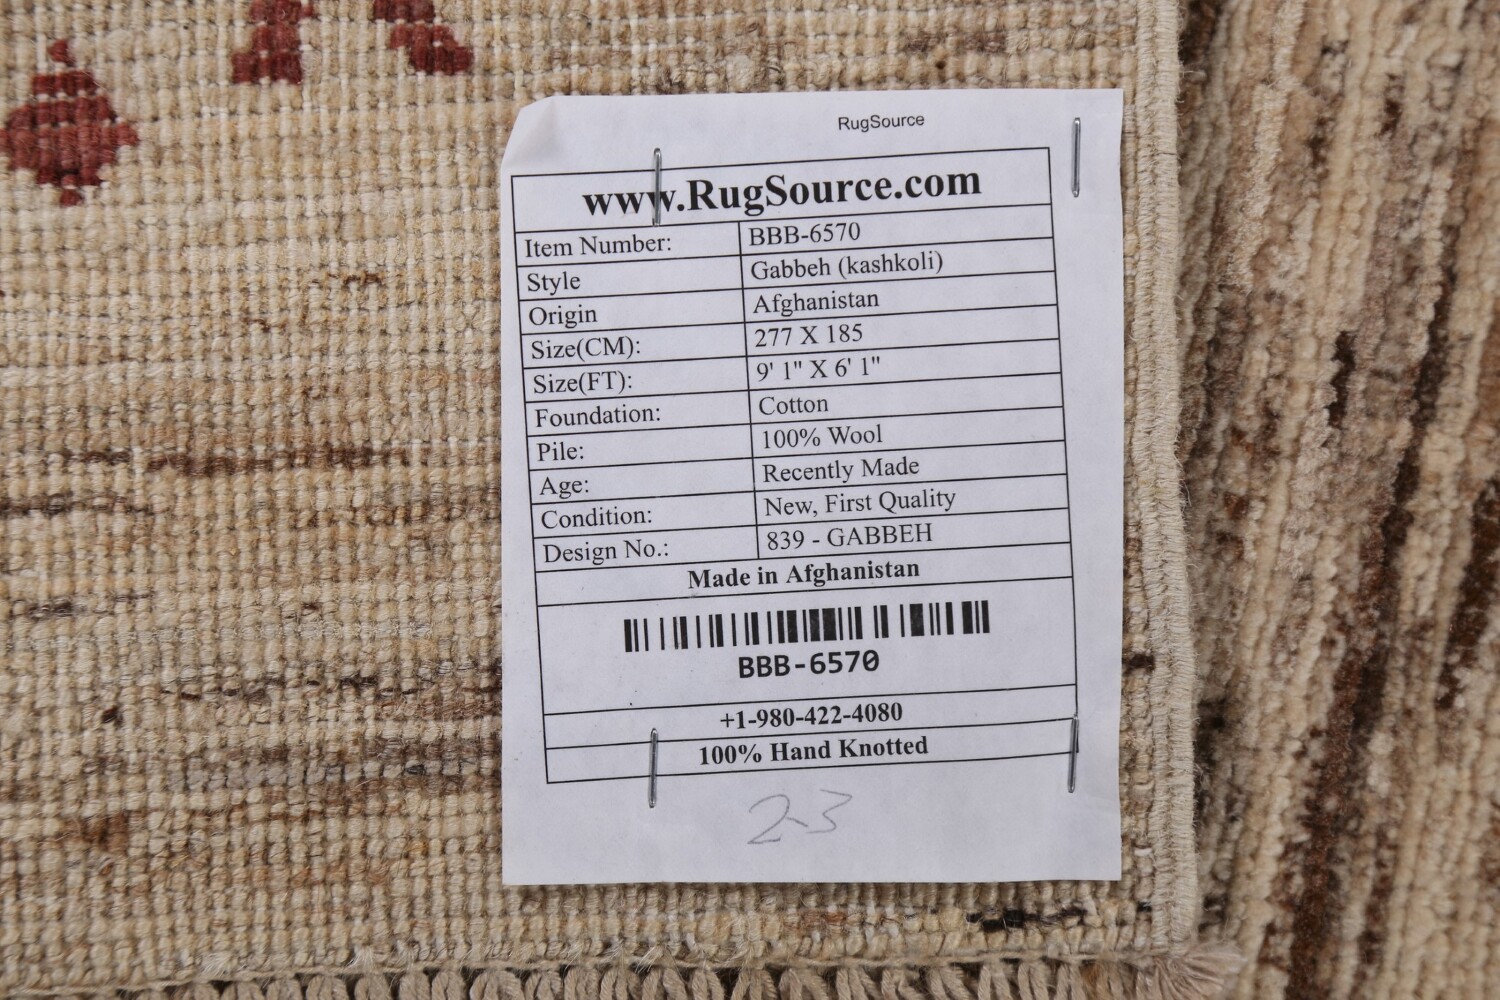 RugSource
www.RugSource.com
Item Number: BBB-6570
Style Gabbeh (kashkoli)
Origin Afghanistan
Size(CM): 277 X 185
Size(FT): 9' 1" X 6' 1"
Foundation: Cotton
Pile: 100% Wool
Age: Recently Made
Condition: New, First Quality
Design No.: 839 - GABBEH
Made in Afghanistan
BBB-6570
+1-980-422-4080
100% Hand Knotted
2-3